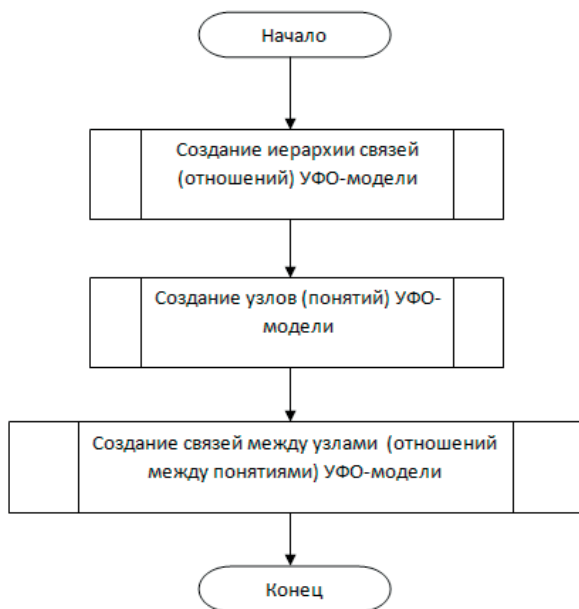 Начало
Создание иерархии связей
(отношений) УФО-модели
Создание узлов (понятий) УФО-
модели
Создание связей между узлами (отношений
между понятиями) УФО-модели
Конец